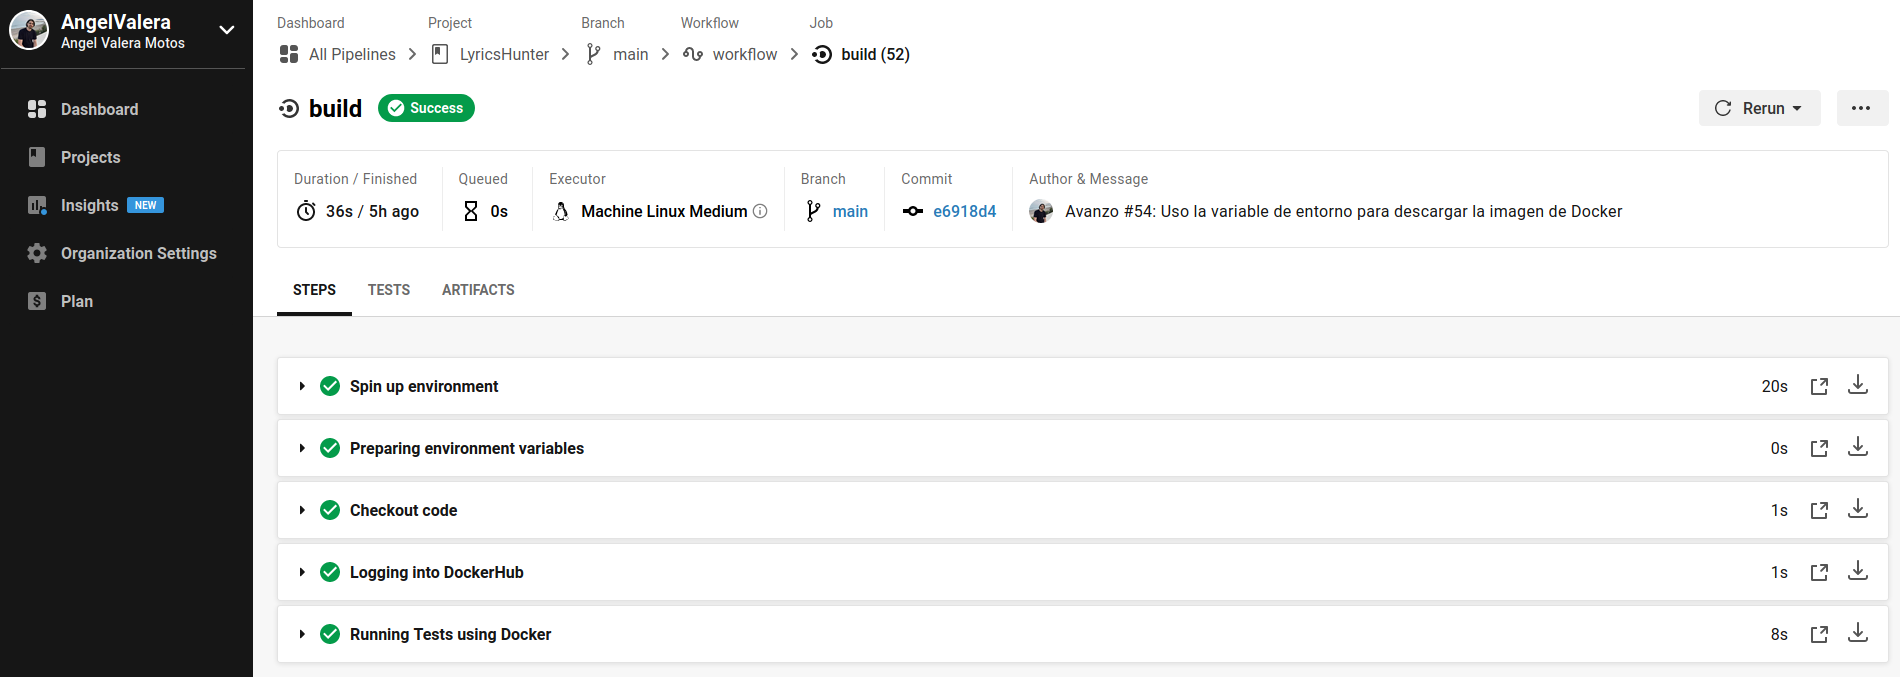 AngelValera
Angel Valera Motos
Dashboard
Projects
Insights NEW
Organization Settings
Plan
Dashboard Project Branch Workflow Job
All Pipelines LyricsHunter main workflow build (52)
build Success
Rerun
Duration / Finished Queued Executor Branch Commit Author & Message
36s / 5h ago 0s Machine Linux Medium main e6918d4 Avanzo #54: Uso la variable de entorno para descargar la imagen de Docker
STEPS TESTS ARTIFACTS
Spin up environment 20s
Preparing environment variables 0s
Checkout code 1s
Logging into DockerHub 1s
Running Tests using Docker 8s